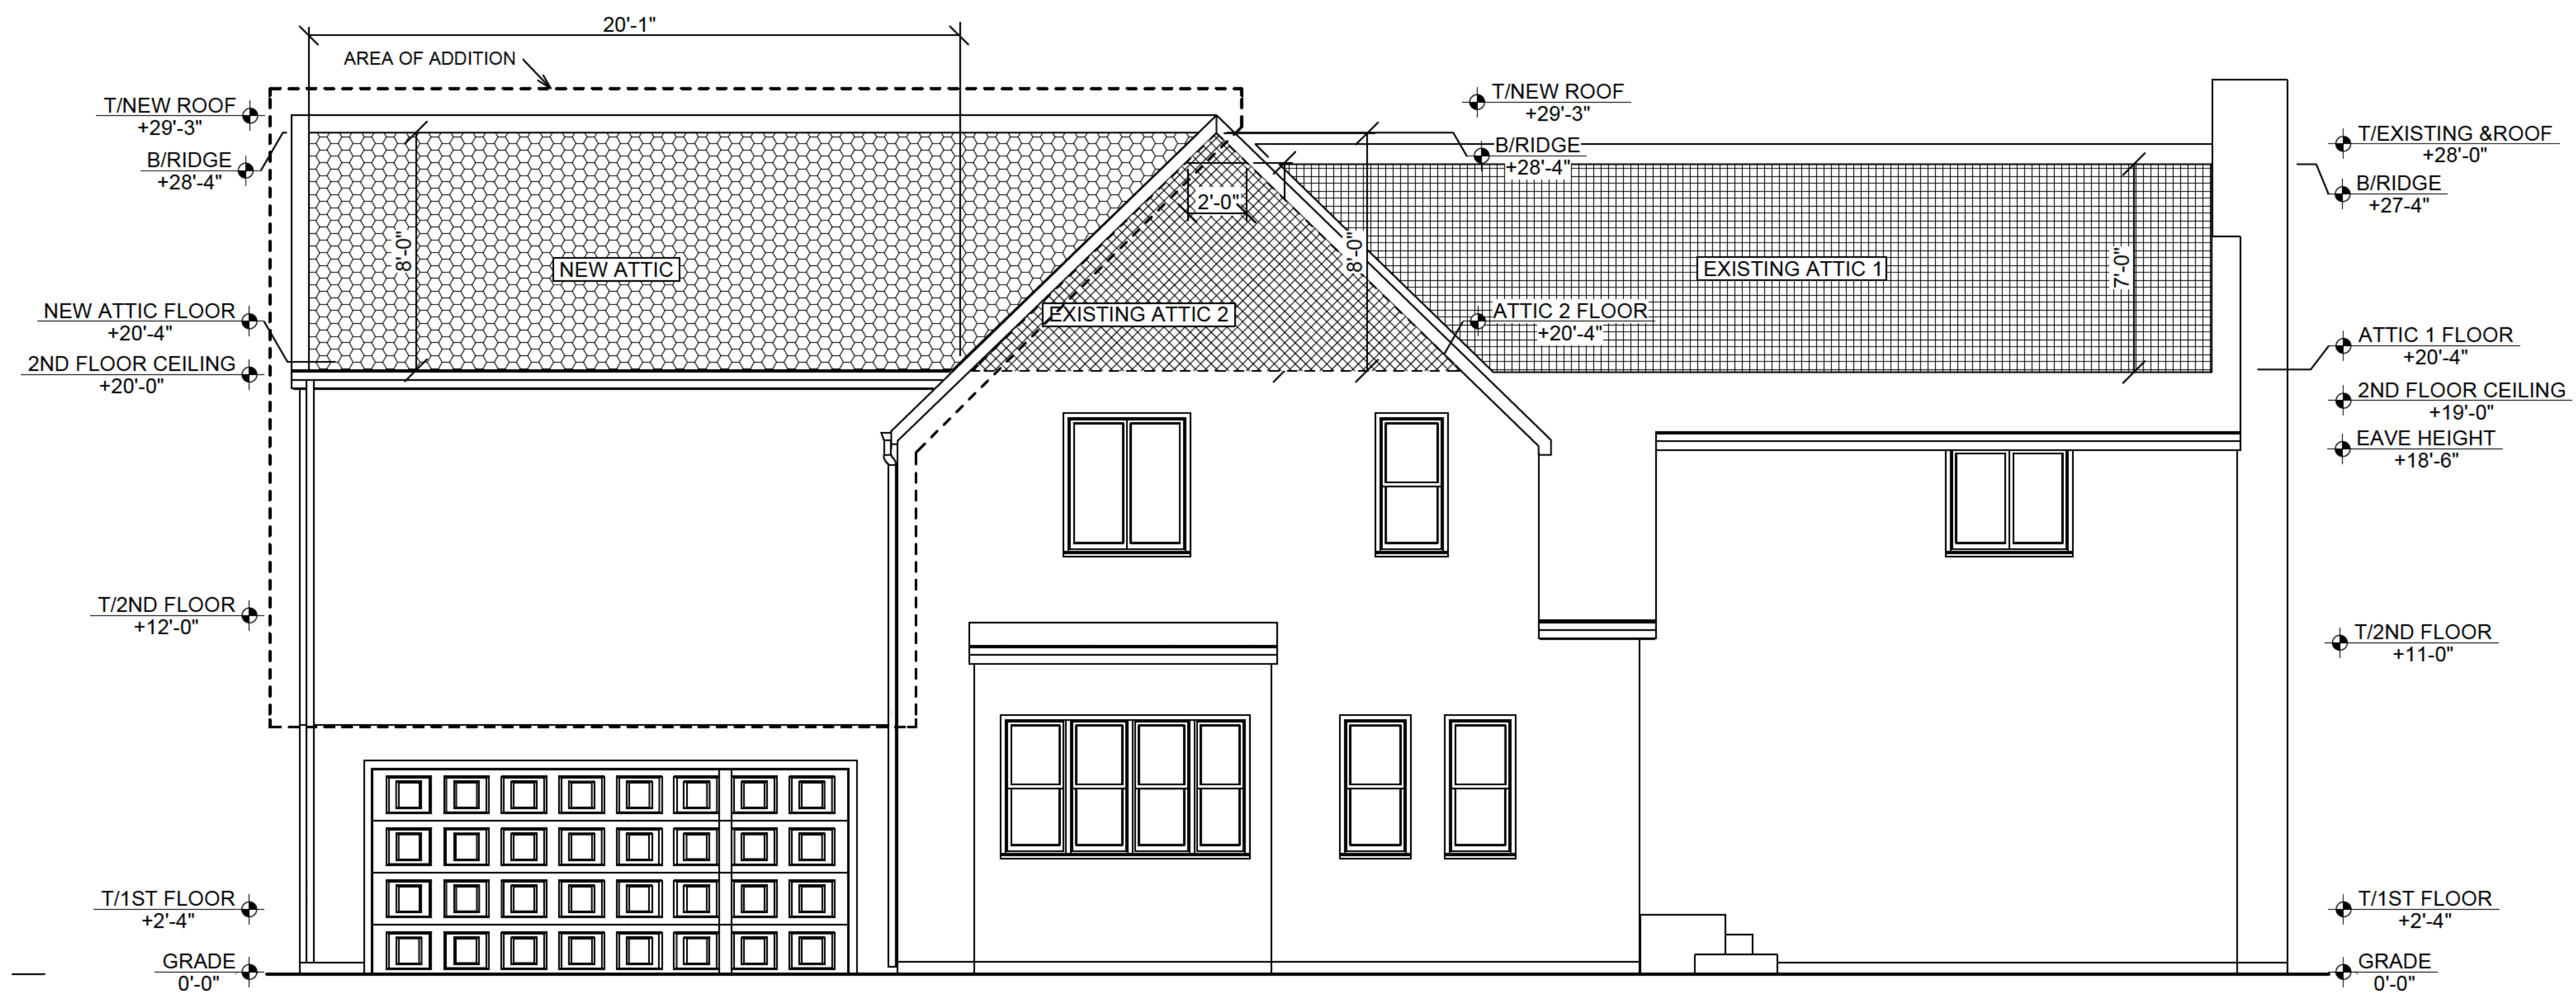 20'-1"
AREA OF ADDITION
T/NEW ROOF
+29'-3"
B/RIDGE
+28'-4"
NEW ATTIC FLOOR
+20'-4"
2ND FLOOR CEILING
+20'-0"
T/2ND FLOOR
+12'-0"
T/1ST FLOOR
+2'-4"
GRADE
0'-0"
8'-0"
NEW ATTIC
2'-0"
EXISTING ATTIC 2
8'-0"
T/NEW ROOF
+29'-3"
B/RIDGE
+28'-4"
ATTIC 2 FLOOR
+20'-4"
EXISTING ATTIC 1
7'-0"
T/EXISTING &ROOF
+28'-0"
B/RIDGE
+27'-4"
ATTIC 1 FLOOR
+20'-4"
2ND FLOOR CEILING
+19'-0"
EAVE HEIGHT
+18'-6"
T/2ND FLOOR
+11-0"
T/1ST FLOOR
+2'-4"
GRADE
0'-0"